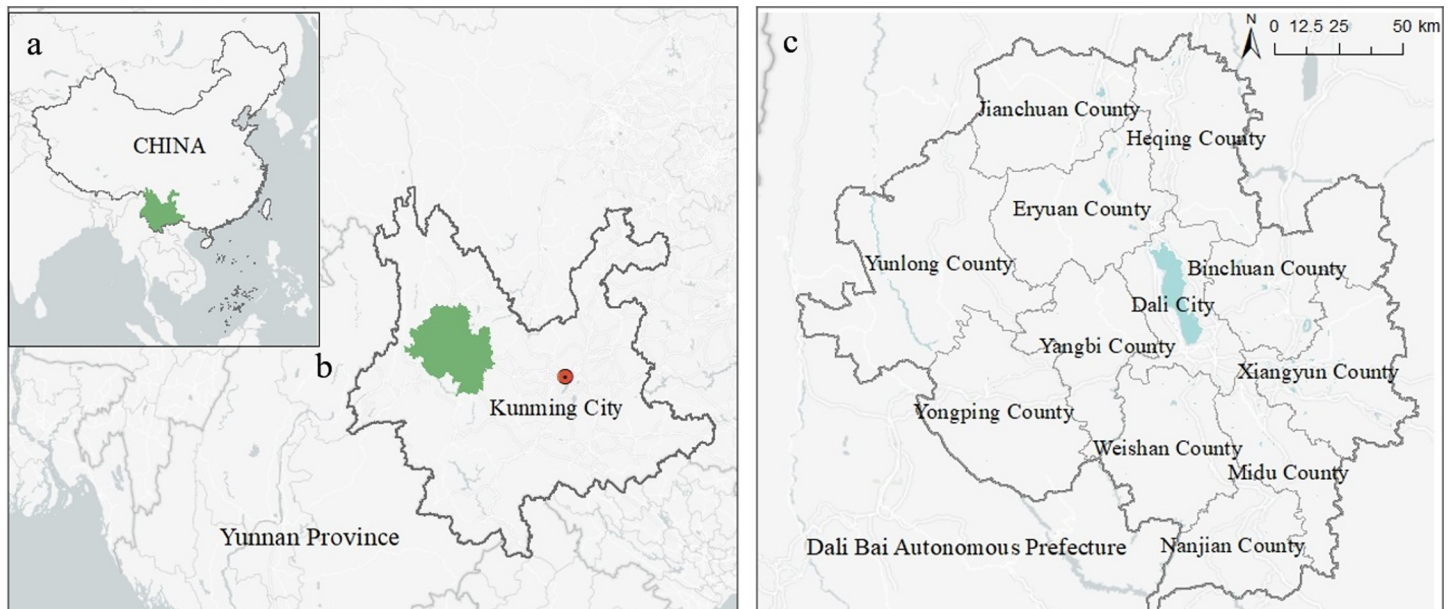 a
CHINA
b
Kunming City
Yunnan Province
c
N
0 12.5 25 50 km
Jianchuan County
Heqing County
Eryuan County
Yunlong County
Binchuan County
Dali City
Yangbi County
Xiangyun County
Yongping County
Weishan County
Midu County
Dali Bai Autonomous Prefecture
Nanjian County